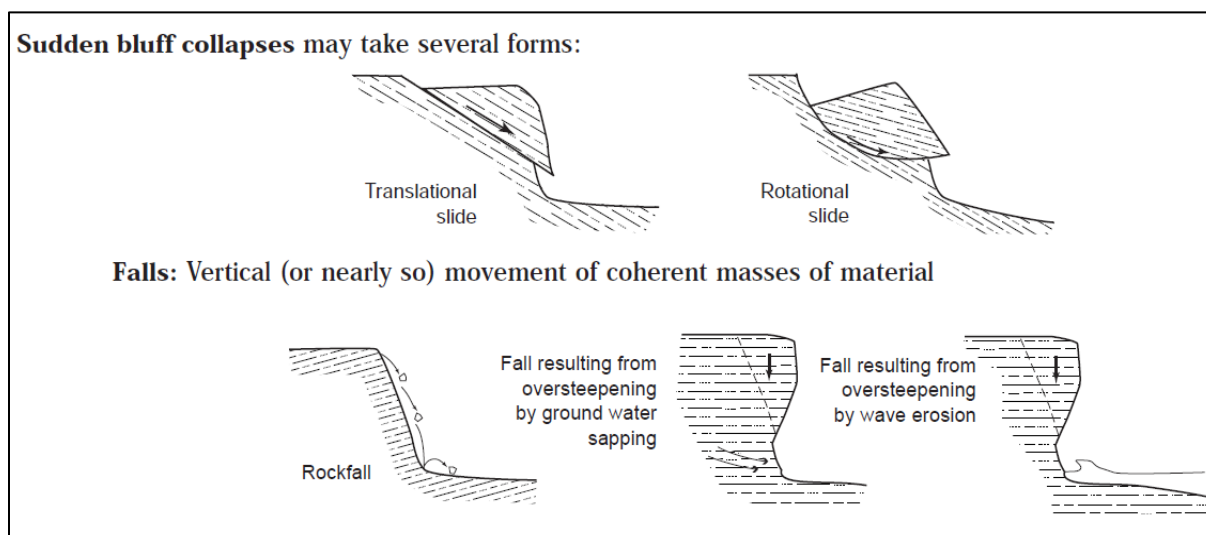 Sudden bluff collapses may take several forms:
Translational
slide
Rotational
slide
Falls: Vertical (or nearly so) movement of coherent masses of material
Rockfall
Fall resulting from
oversteepening
by ground water
sapping
Fall resulting from
oversteepening
by wave erosion